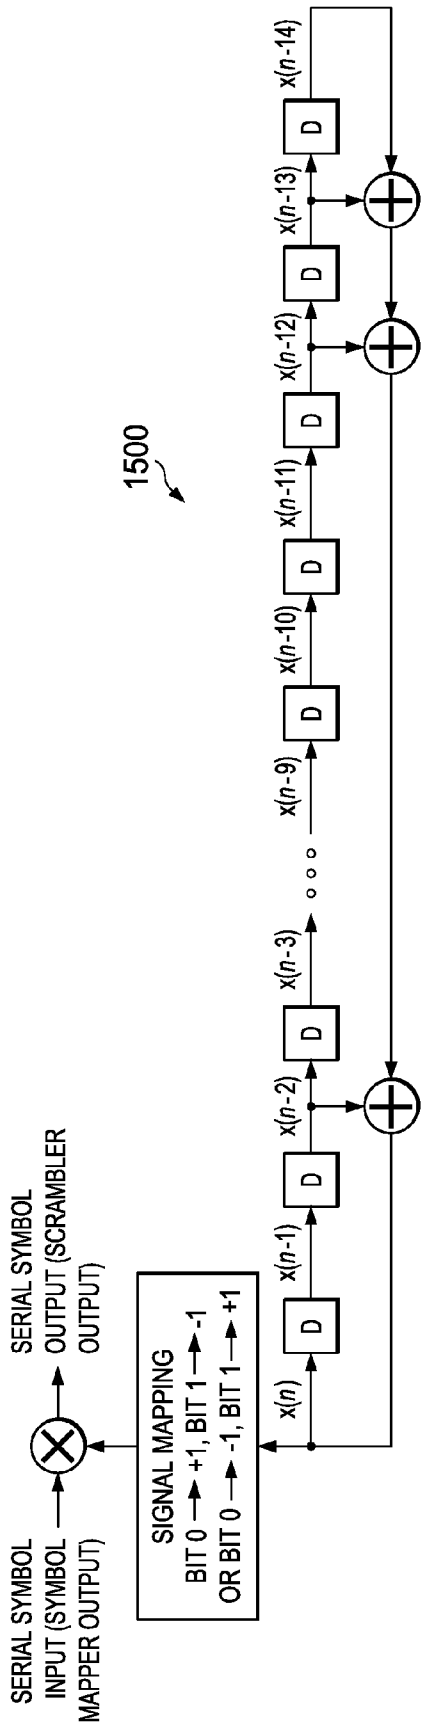 SERIAL SYMBOL
INPUT (SYMBOL
MAPPER OUTPUT)
SERIAL SYMBOL
OUTPUT (SCRAMBLER
OUTPUT)
1500
SIGNAL MAPPING
BIT 0 → +1, BIT 1 → -1
OR BIT 0 → -1, BIT 1 → +1
x(n)
D
x(n-1)
D
x(n-2)
D
x(n-3)
x(n-9)
D
x(n-10)
D
x(n-11)
D
x(n-12)
D
x(n-13)
D
x(n-14)